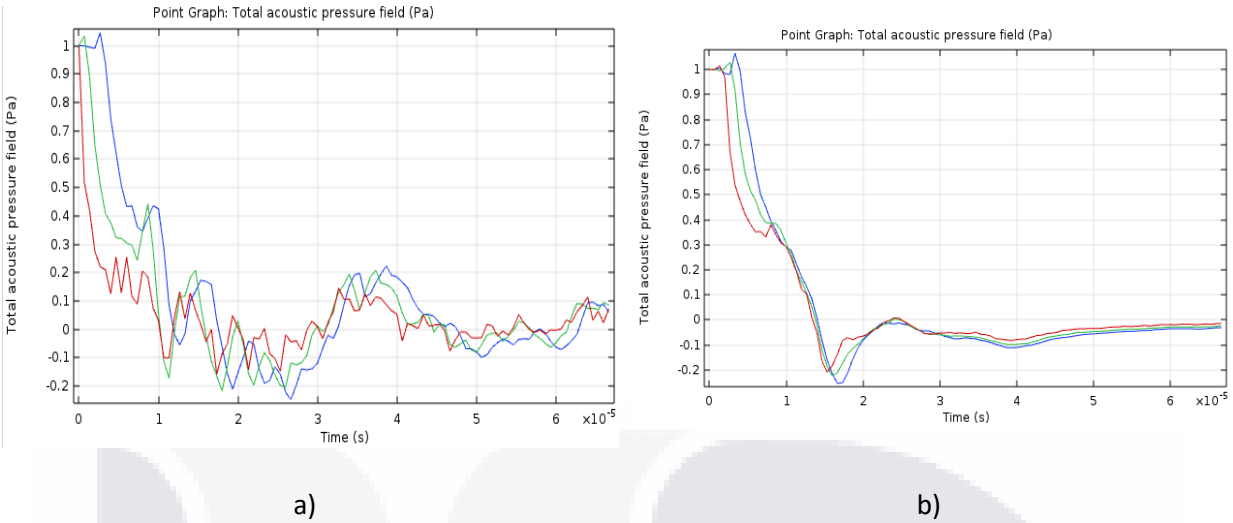 Point Graph: Total acoustic pressure field (Pa)
Total acoustic pressure field (Pa)
1
0.9
0.8
0.7
0.6
0.5
0.4
0.3
0.2
0.1
0
-0.1
-0.2
0 1 2 3 4 5 6 ×10⁻⁵
Time (s)
a)
Point Graph: Total acoustic pressure field (Pa)
Total acoustic pressure field (Pa)
1
0.9
0.8
0.7
0.6
0.5
0.4
0.3
0.2
0.1
0
-0.1
-0.2
0 1 2 3 4 5 6 ×10⁻⁵
Time (s)
b)